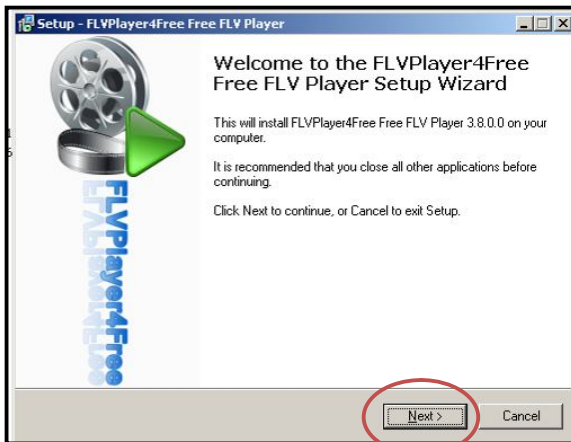 Setup - FLVPlayer4Free Free FLV Player
Welcome to the FLVPlayer4Free
Free FLV Player Setup Wizard
This will install FLVPlayer4Free Free FLV Player 3.8.0.0 on your
computer.
It is recommended that you close all other applications before
continuing.
Click Next to continue, or Cancel to exit Setup.
FLVPlayer4Free
Next >
Cancel